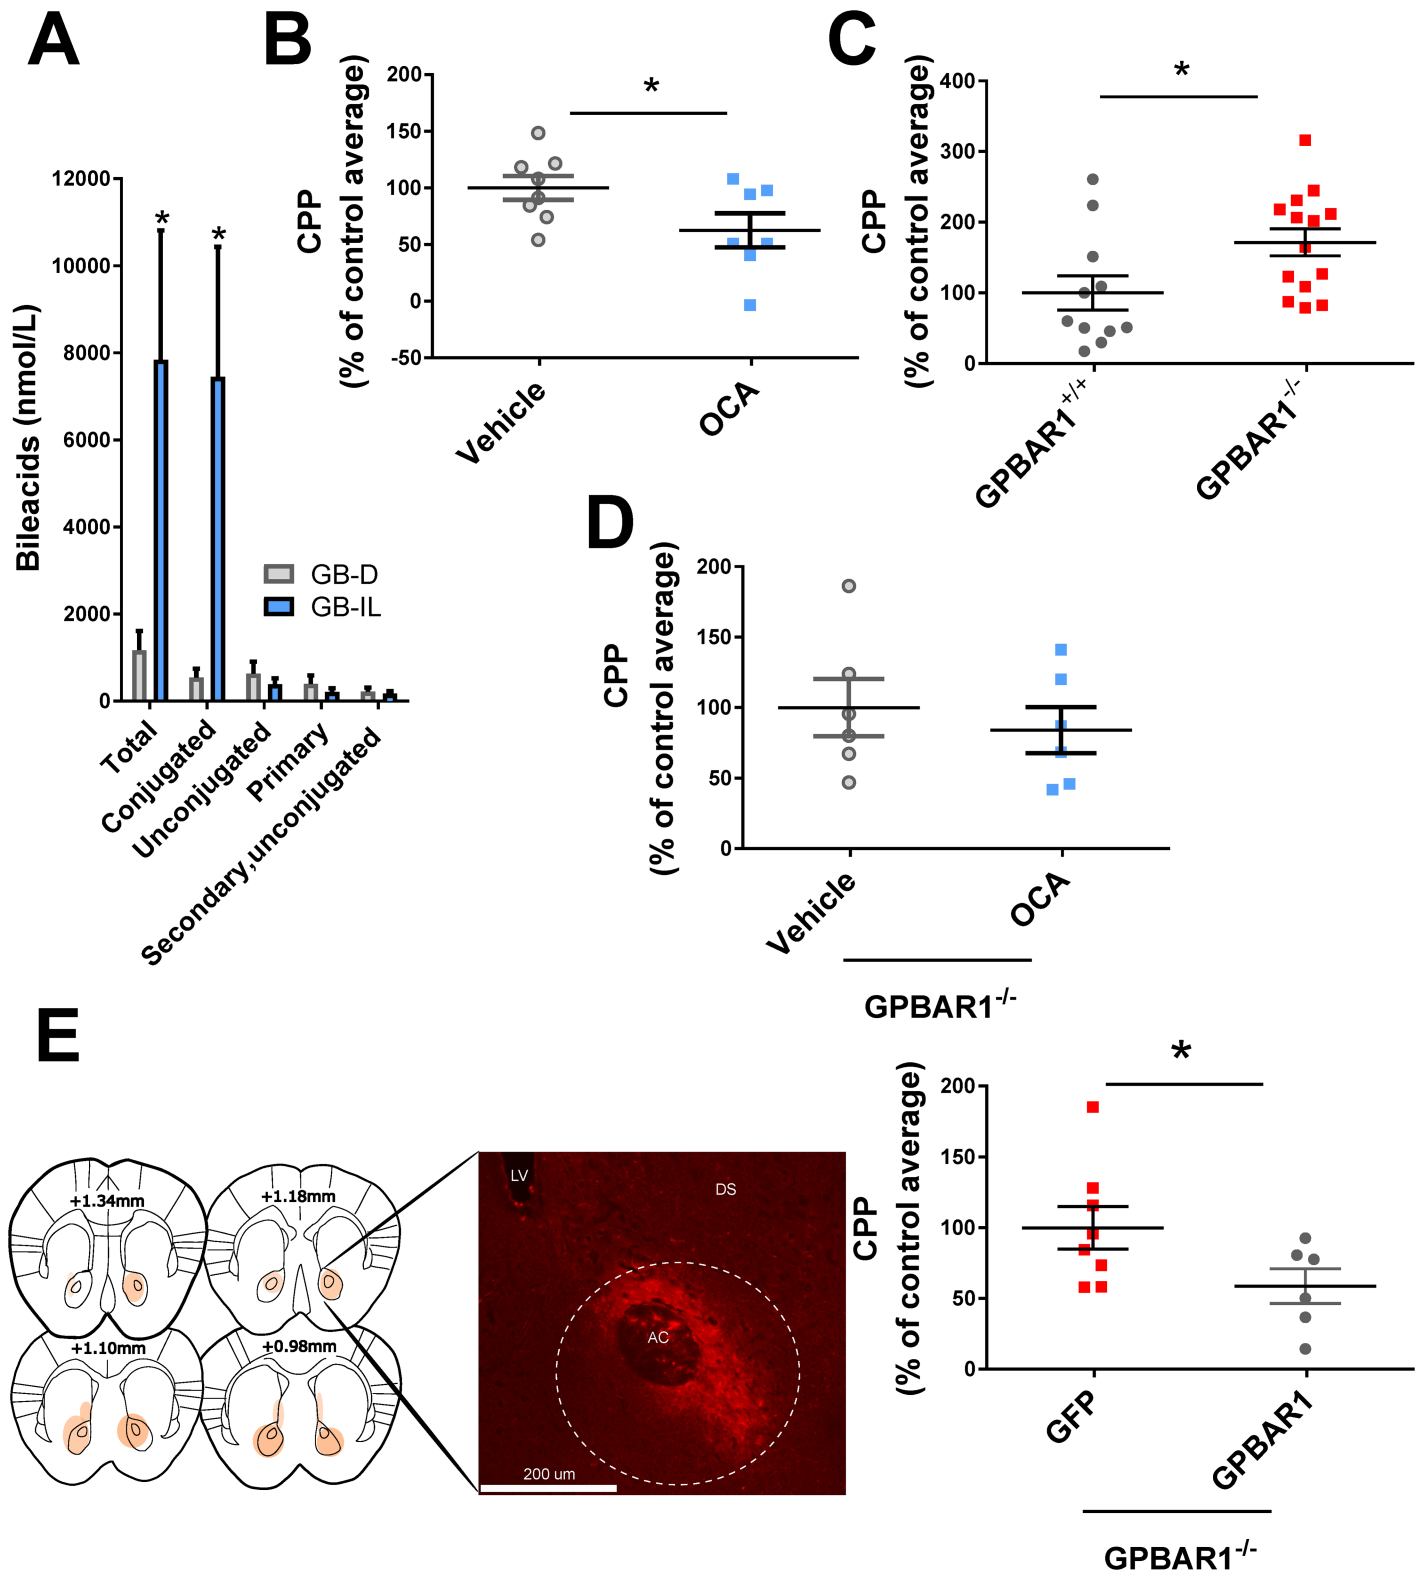 A
Bileacids (nmol/L)
12000
10000
8000
6000
4000
2000
0
*
*
GB-D
GB-IL
Total
Conjugated
Unconjugated
Primary
Secondary,unconjugated
B
CPP
(% of control average)
200
150
100
50
0
-50
*
Vehicle
OCA
C
CPP
(% of control average)
400
300
200
100
0
*
GPBAR1+/+
GPBAR1-/-
D
CPP
(% of control average)
200
150
100
50
0
Vehicle
OCA
GPBAR1-/-
E
+1.34mm
+1.18mm
+1.10mm
+0.98mm
LV
DS
AC
200 um
CPP
(% of control average)
200
150
100
50
0
*
GFP
GPBAR1
GPBAR1-/-